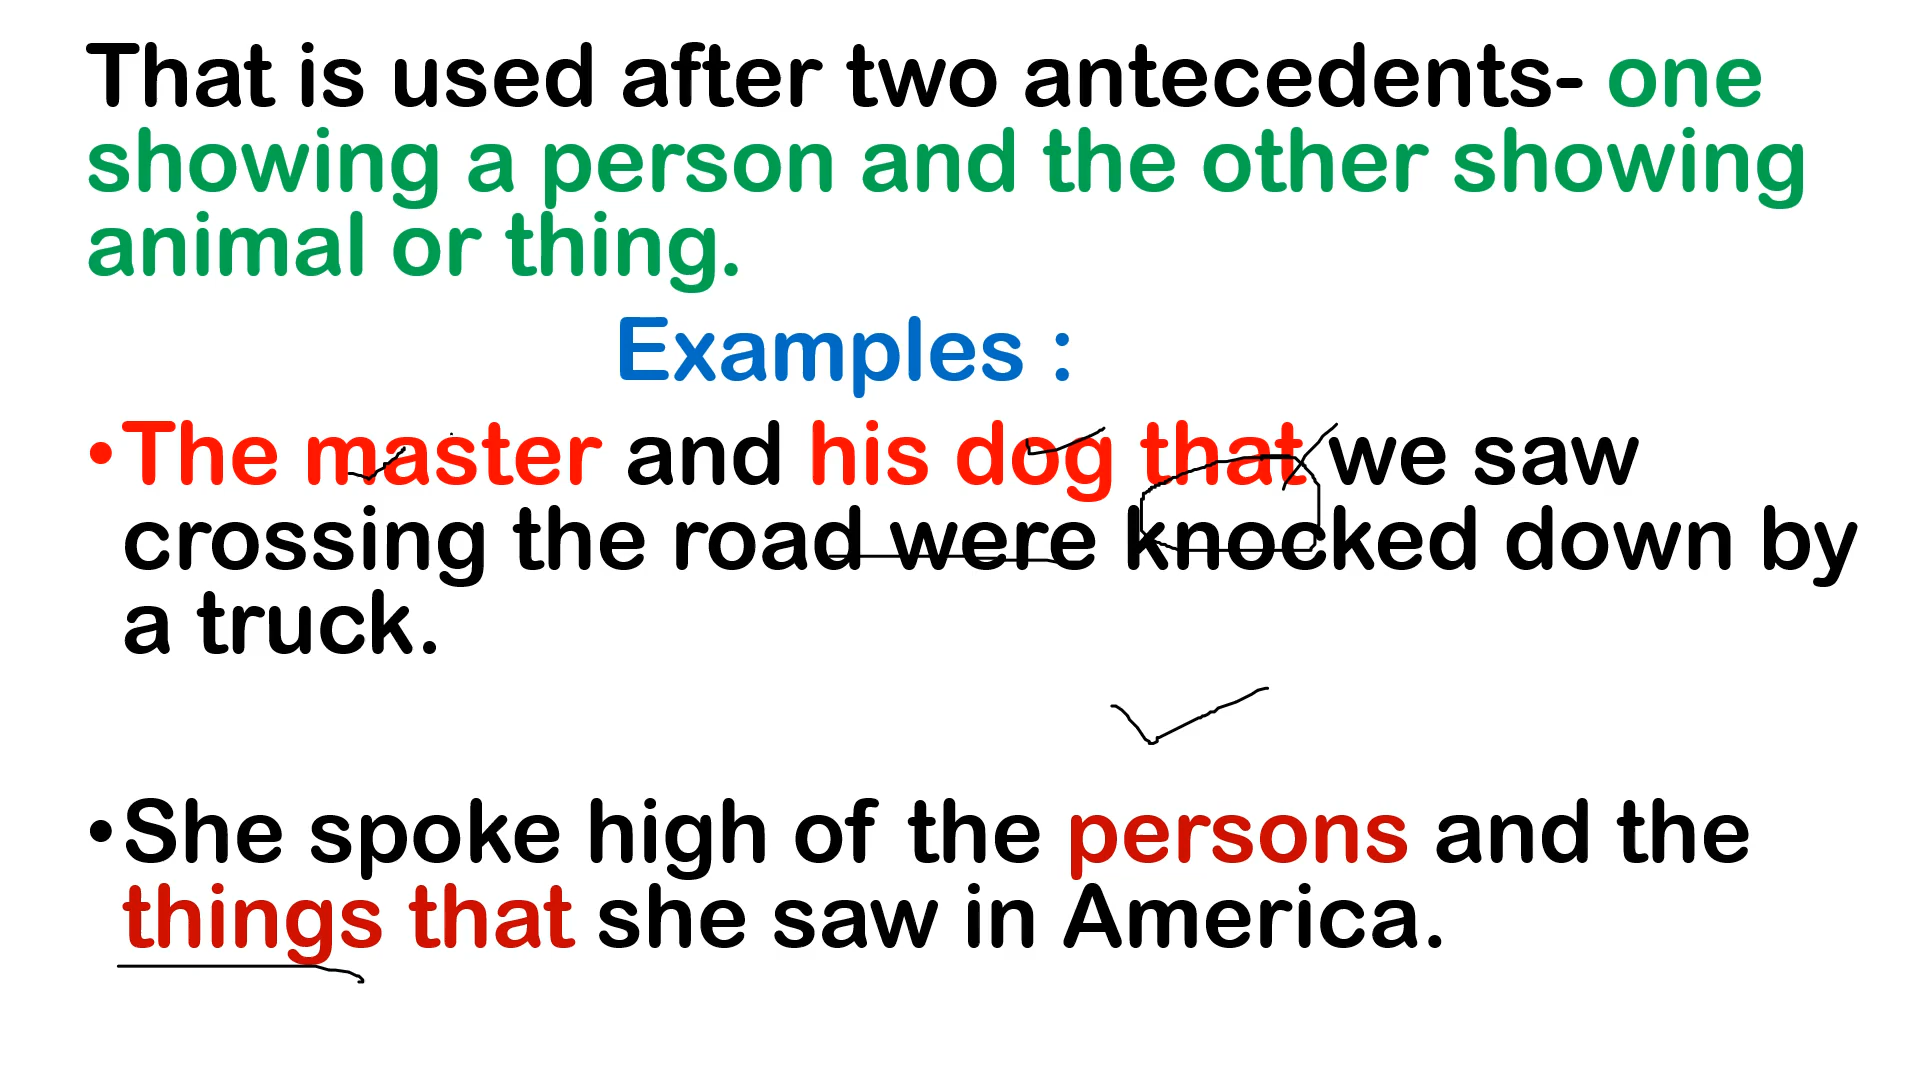 That is used after two antecedents- one
showing a person and the other showing
animal or thing.
Examples :
•The master and his dog that we saw
crossing the road were knocked down by
a truck.
•She spoke high of the persons and the
things that she saw in America.